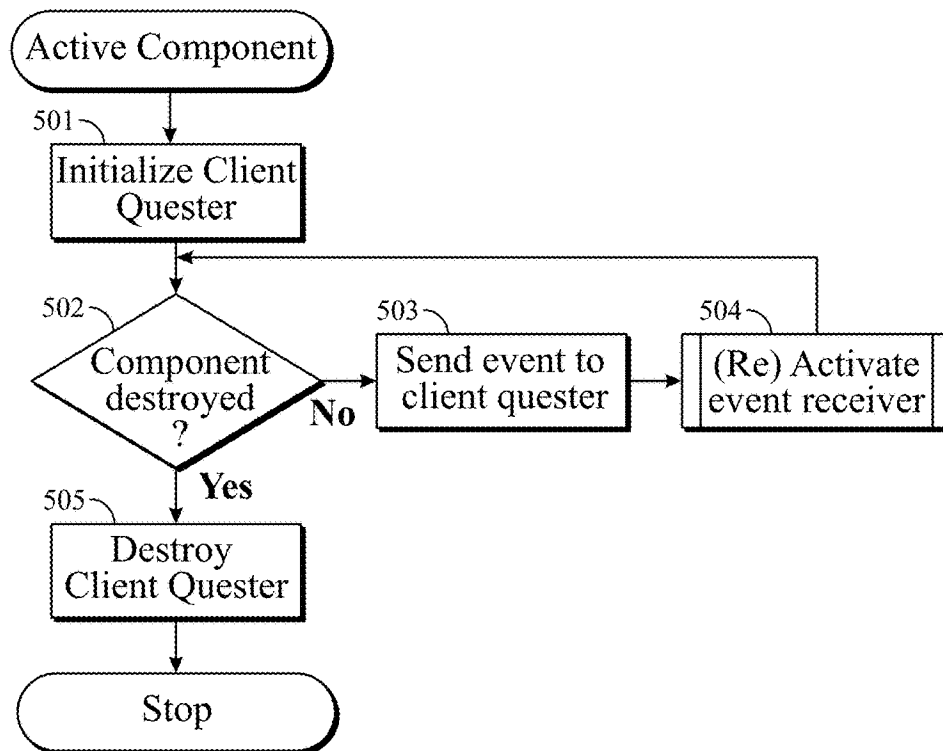 Active Component
501
Initialize Client
Quester
502
Component
destroyed
?
No
503
Send event to
client quester
504
(Re) Activate
event receiver
Yes
505
Destroy
Client Quester
Stop